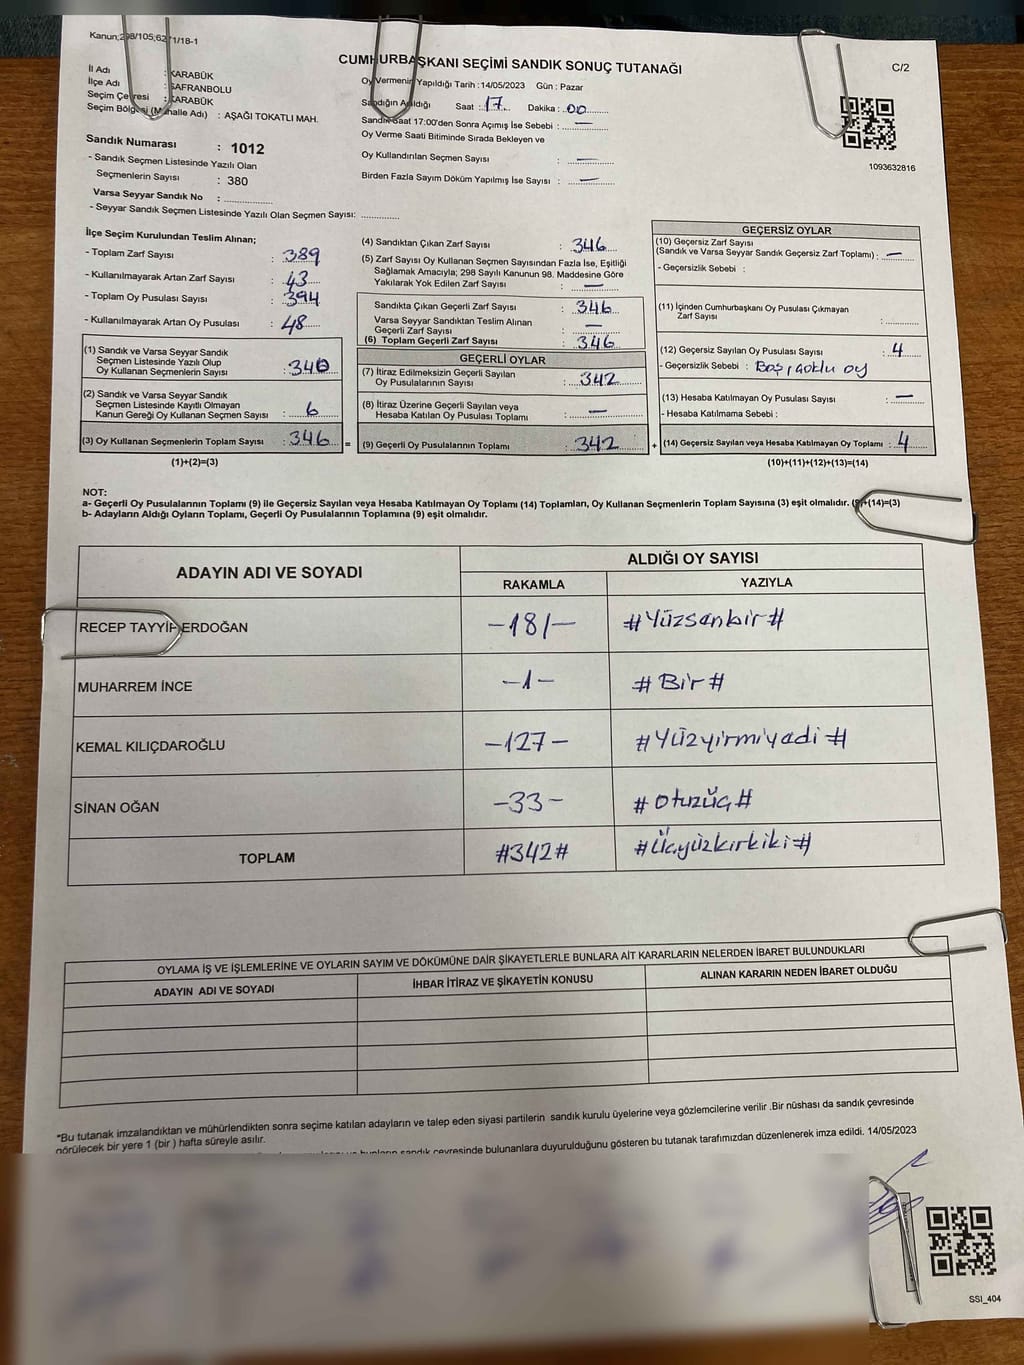 Kanun;298/105;6271/18-1
CUMHURBAŞKANI SEÇİMİ SANDIK SONUÇ TUTANAĞI
C/2
İl Adı : KARABÜK
İlçe Adı : SAFRANBOLU
Seçim Çevresi : KARABÜK
Seçim Bölgesi (Mahalle Adı) : AŞAĞI TOKATLI MAH.
Sandık Numarası : 1012
- Sandık Seçmen Listesinde Yazılı Olan
Seçmenlerin Sayısı : 380
Varsa Seyyar Sandık No : ..............
- Seyyar Sandık Seçmen Listesinde Yazılı Olan Seçmen Sayısı: ............
Oy Vermenin Yapıldığı Tarih : 14/05/2023 Gün : Pazar
Sandığın Açıldığı Saat : 17 Dakika : 00
Sandık Saat 17:00'den Sonra Açımış İse Sebebi : —
Oy Verme Saati Bitiminde Sırada Bekleyen ve
Oy Kullandırılan Seçmen Sayısı : —
Birden Fazla Sayım Döküm Yapılmış İse Sayısı : —
1093632816
İlçe Seçim Kurulundan Teslim Alınan;
- Toplam Zarf Sayısı : 389
- Kullanılmayarak Artan Zarf Sayısı : 43
- Toplam Oy Pusulası Sayısı : 394
- Kullanılmayarak Artan Oy Pusulası : 48
(1) Sandık ve Varsa Seyyar Sandık
Seçmen Listesinde Yazılı Olup
Oy Kullanan Seçmenlerin Sayısı : 340
(2) Sandık ve Varsa Seyyar Sandık
Seçmen Listesinde Kayıtlı Olmayan
Kanun Gereği Oy Kullanan Seçmen Sayısı : 6
(3) Oy Kullanan Seçmenlerin Toplam Sayısı : 346 =
(1)+(2)=(3)
(4) Sandıktan Çıkan Zarf Sayısı : 346
(5) Zarf Sayısı Oy Kullanan Seçmen Sayısından Fazla İse, Eşitliği
Sağlamak Amacıyla; 298 Sayılı Kanunun 98. Maddesine Göre
Yakılarak Yok Edilen Zarf Sayısı : —
Sandıkta Çıkan Geçerli Zarf Sayısı : 346
Varsa Seyyar Sandıktan Teslim Alınan
Geçerli Zarf Sayısı : —
(6) Toplam Geçerli Zarf Sayısı : 346
GEÇERLİ OYLAR
(7) İtiraz Edilmeksizin Geçerli Sayılan
Oy Pusulalarının Sayısı : 342
(8) İtiraz Üzerine Geçerli Sayılan veya
Hesaba Katılan Oy Pusulaları Toplamı : —
(9) Geçerli Oy Pusulalarının Toplamı : 342 +
GEÇERSİZ OYLAR
(10) Geçersiz Zarf Sayısı
(Sandık ve Varsa Seyyar Sandık Geçersiz Zarf Toplamı) : —
- Geçersizlik Sebebi :
(11) İçinden Cumhurbaşkanı Oy Pusulası Çıkmayan
Zarf Sayısı : ............
(12) Geçersiz Sayılan Oy Pusulası Sayısı : 4
- Geçersizlik Sebebi :
(13) Hesaba Katılmayan Oy Pusulası Sayısı : —
- Hesaba Katılmama Sebebi :
(14) Geçersiz Sayılan veya Hesaba Katılmayan Oy Toplamı : 4
(10)+(11)+(12)+(13)=(14)
NOT:
a- Geçerli Oy Pusulalarının Toplamı (9) ile Geçersiz Sayılan veya Hesaba Katılmayan Oy Toplamı (14) Toplamları, Oy Kullanan Seçmenlerin Toplam Sayısına (3) eşit olmalıdır. (9)+(14)=(3)
b- Adayların Aldığı Oyların Toplamı, Geçerli Oy Pusulalarının Toplamına (9) eşit olmalıdır.
ADAYIN ADI VE SOYADI
ALDIĞI OY SAYISI
RAKAMLA YAZIYLA
RECEP TAYYİP ERDOĞAN -181- #Yüzsenbir#
MUHARREM İNCE -1- #Bir#
KEMAL KILIÇDAROĞLU -127- #Yüzyirmiyedi#
SİNAN OĞAN -33- #otuzüç#
TOPLAM #342# #Üçyüzkırkiki#
OYLAMA İŞ VE İŞLEMLERİNE VE OYLARIN SAYIM VE DÖKÜMÜNE DAİR ŞİKAYETLERLE BUNLARA AİT KARARLARIN NELERDEN İBARET BULUNDUKLARI
ADAYIN ADI VE SOYADI İHBAR İTİRAZ VE ŞİKAYETİN KONUSU ALINAN KARARIN NEDEN İBARET OLDUĞU
*Bu tutanak imzalandıktan ve mühürlendikten sonra seçime katılan adayların ve talep eden siyasi partilerin sandık kurulu üyelerine veya gözlemcilerine verilir .Bir nüshası da sandık çevresinde
görülecek bir yere 1 (bir ) hafta süreyle asılır.
sandık çevresinde bulunanlara duyurulduğunu gösteren bu tutanak tarafımızdan düzenlenerek imza edildi. 14/05/2023
SSI_404